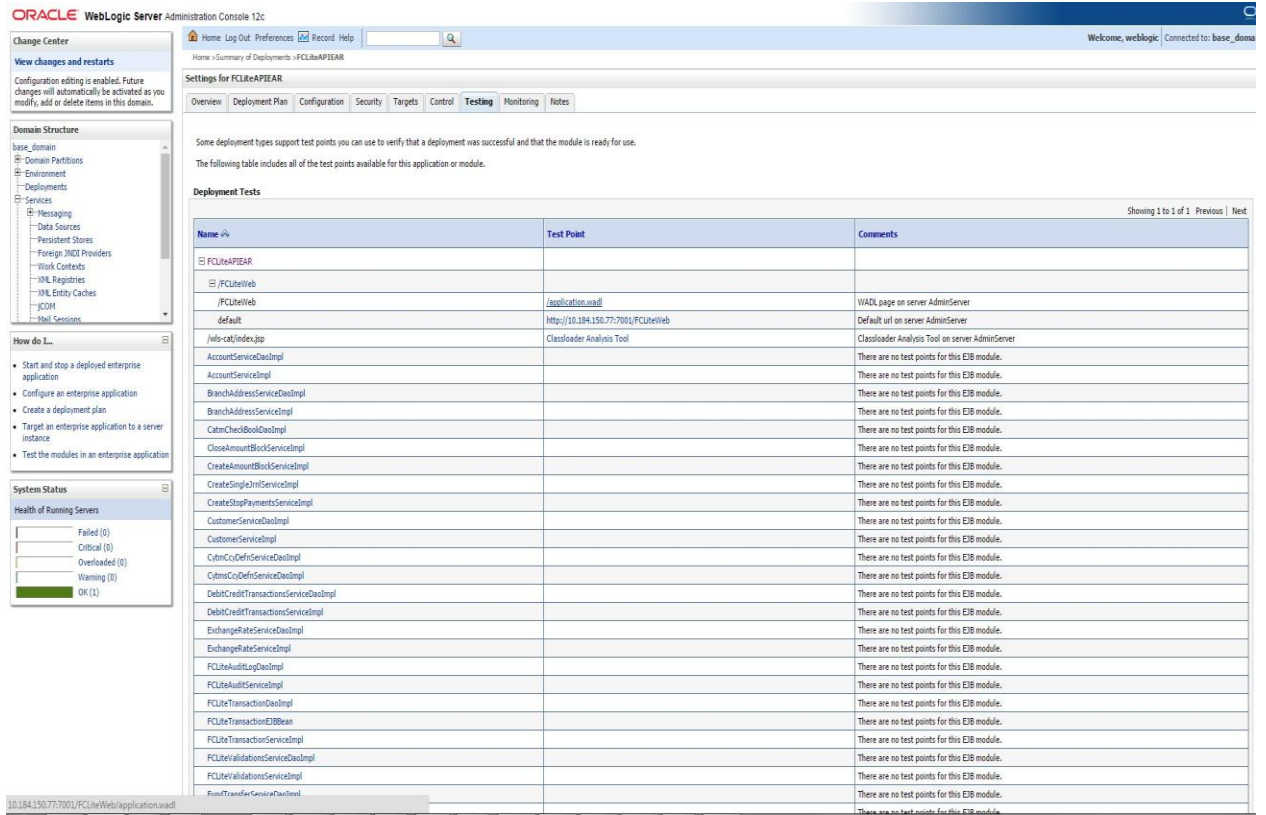 ORACLE WebLogic Server Administration Console 12c
Change Center
View changes and restarts
Configuration editing is enabled. Future
changes will automatically be activated as you
modify, add or delete items in this domain.
Domain Structure
base_domain
Domain Partitions
Environment
Deployments
Services
Messaging
Data Sources
Persistent Stores
Foreign JNDI Providers
Work Contexts
XML Registries
XML Entity Caches
jCOM
Mail Sessions
How do I...
Start and stop a deployed enterprise
application
Configure an enterprise application
Create a deployment plan
Target an enterprise application to a server
instance
Test the modules in an enterprise application
System Status
Health of Running Servers
Failed (0)
Critical (0)
Overloaded (0)
Warning (0)
OK (1)
Home Log Out Preferences Record Help
Welcome, weblogic Connected to: base_doma
Home >Summary of Deployments >FCLiteAPIEAR
Settings for FCLiteAPIEAR
Overview Deployment Plan Configuration Security Targets Control Testing Monitoring Notes
Some deployment types support test points you can use to verify that a deployment was successful and that the module is ready for use.
The following table includes all of the test points available for this application or module.
Deployment Tests
Showing 1 to 1 of 1 Previous | Next
Name Test Point Comments
FCLiteAPIEAR
/FCLiteWeb
/FCLiteWeb /application.wadl WADL page on server AdminServer
default http://10.184.150.77:7001/FCLiteWeb Default url on server AdminServer
/wls-cat/index.jsp Classloader Analysis Tool Classloader Analysis Tool on server AdminServer
AccountServiceDaoImpl There are no test points for this EJB module.
AccountServiceImpl There are no test points for this EJB module.
BranchAddressServiceDaoImpl There are no test points for this EJB module.
BranchAddressServiceImpl There are no test points for this EJB module.
CatmCheckBookDaoImpl There are no test points for this EJB module.
CloseAmountBlockServiceImpl There are no test points for this EJB module.
CreateAmountBlockServiceImpl There are no test points for this EJB module.
CreateSingleJrnlServiceImpl There are no test points for this EJB module.
CreateStopPaymentsServiceImpl There are no test points for this EJB module.
CustomerServiceDaoImpl There are no test points for this EJB module.
CustomerServiceImpl There are no test points for this EJB module.
CytmCcyDefnServiceDaoImpl There are no test points for this EJB module.
CytmsCcyDefnServiceDaoImpl There are no test points for this EJB module.
DebitCreditTransactionsServiceDaoImpl There are no test points for this EJB module.
DebitCreditTransactionsServiceImpl There are no test points for this EJB module.
ExchangeRateServiceDaoImpl There are no test points for this EJB module.
ExchangeRateServiceImpl There are no test points for this EJB module.
FCLiteAuditLogDaoImpl There are no test points for this EJB module.
FCLiteAuditServiceImpl There are no test points for this EJB module.
FCLiteTransactionDaoImpl There are no test points for this EJB module.
FCLiteTransactionEJBBean There are no test points for this EJB module.
FCLiteTransactionServiceImpl There are no test points for this EJB module.
FCLiteValidationsServiceDaoImpl There are no test points for this EJB module.
FCLiteValidationsServiceImpl There are no test points for this EJB module.
FundTransferServiceDaoImpl There are no test points for this EJB module.
There are no test points for this EJB module.
10.184.150.77:7001/FCLiteWeb/application.wadl